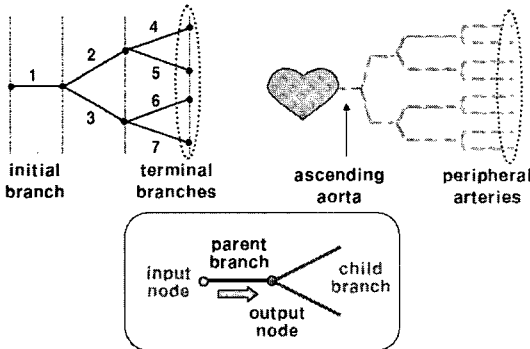 1
2
3
4
5
6
7
initial
branch
terminal
branches
ascending
aorta
peripheral
arteries
parent
branch
input
node
output
node
child
branch